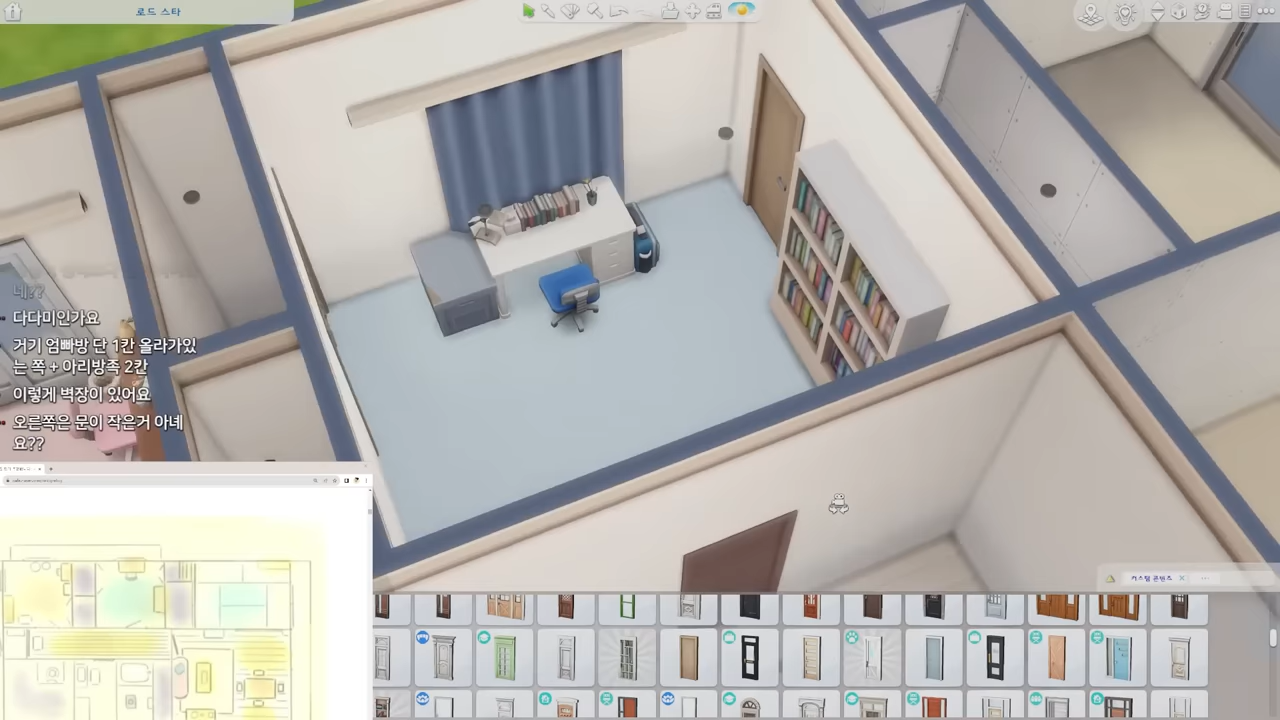 로드 스타
네??
다다미인가요
거기 엄빠방 단 1칸 올라가있
는 쪽 + 아리방족 2칸
이렇게 벽장이 있어요
오른쪽은 문이 작은거 아녜
요??
커스텀 콘텐츠